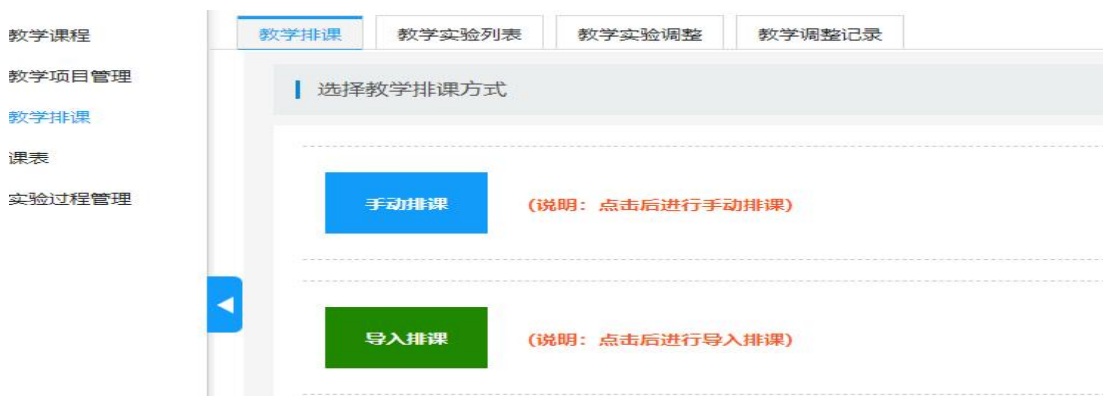 教学课程
教学项目管理
教学排课
课表
实验过程管理
教学排课 教学实验列表 教学实验调整 教学调整记录
选择教学排课方式
手动排课 (说明：点击后进行手动排课)
导入排课 (说明：点击后进行导入排课)